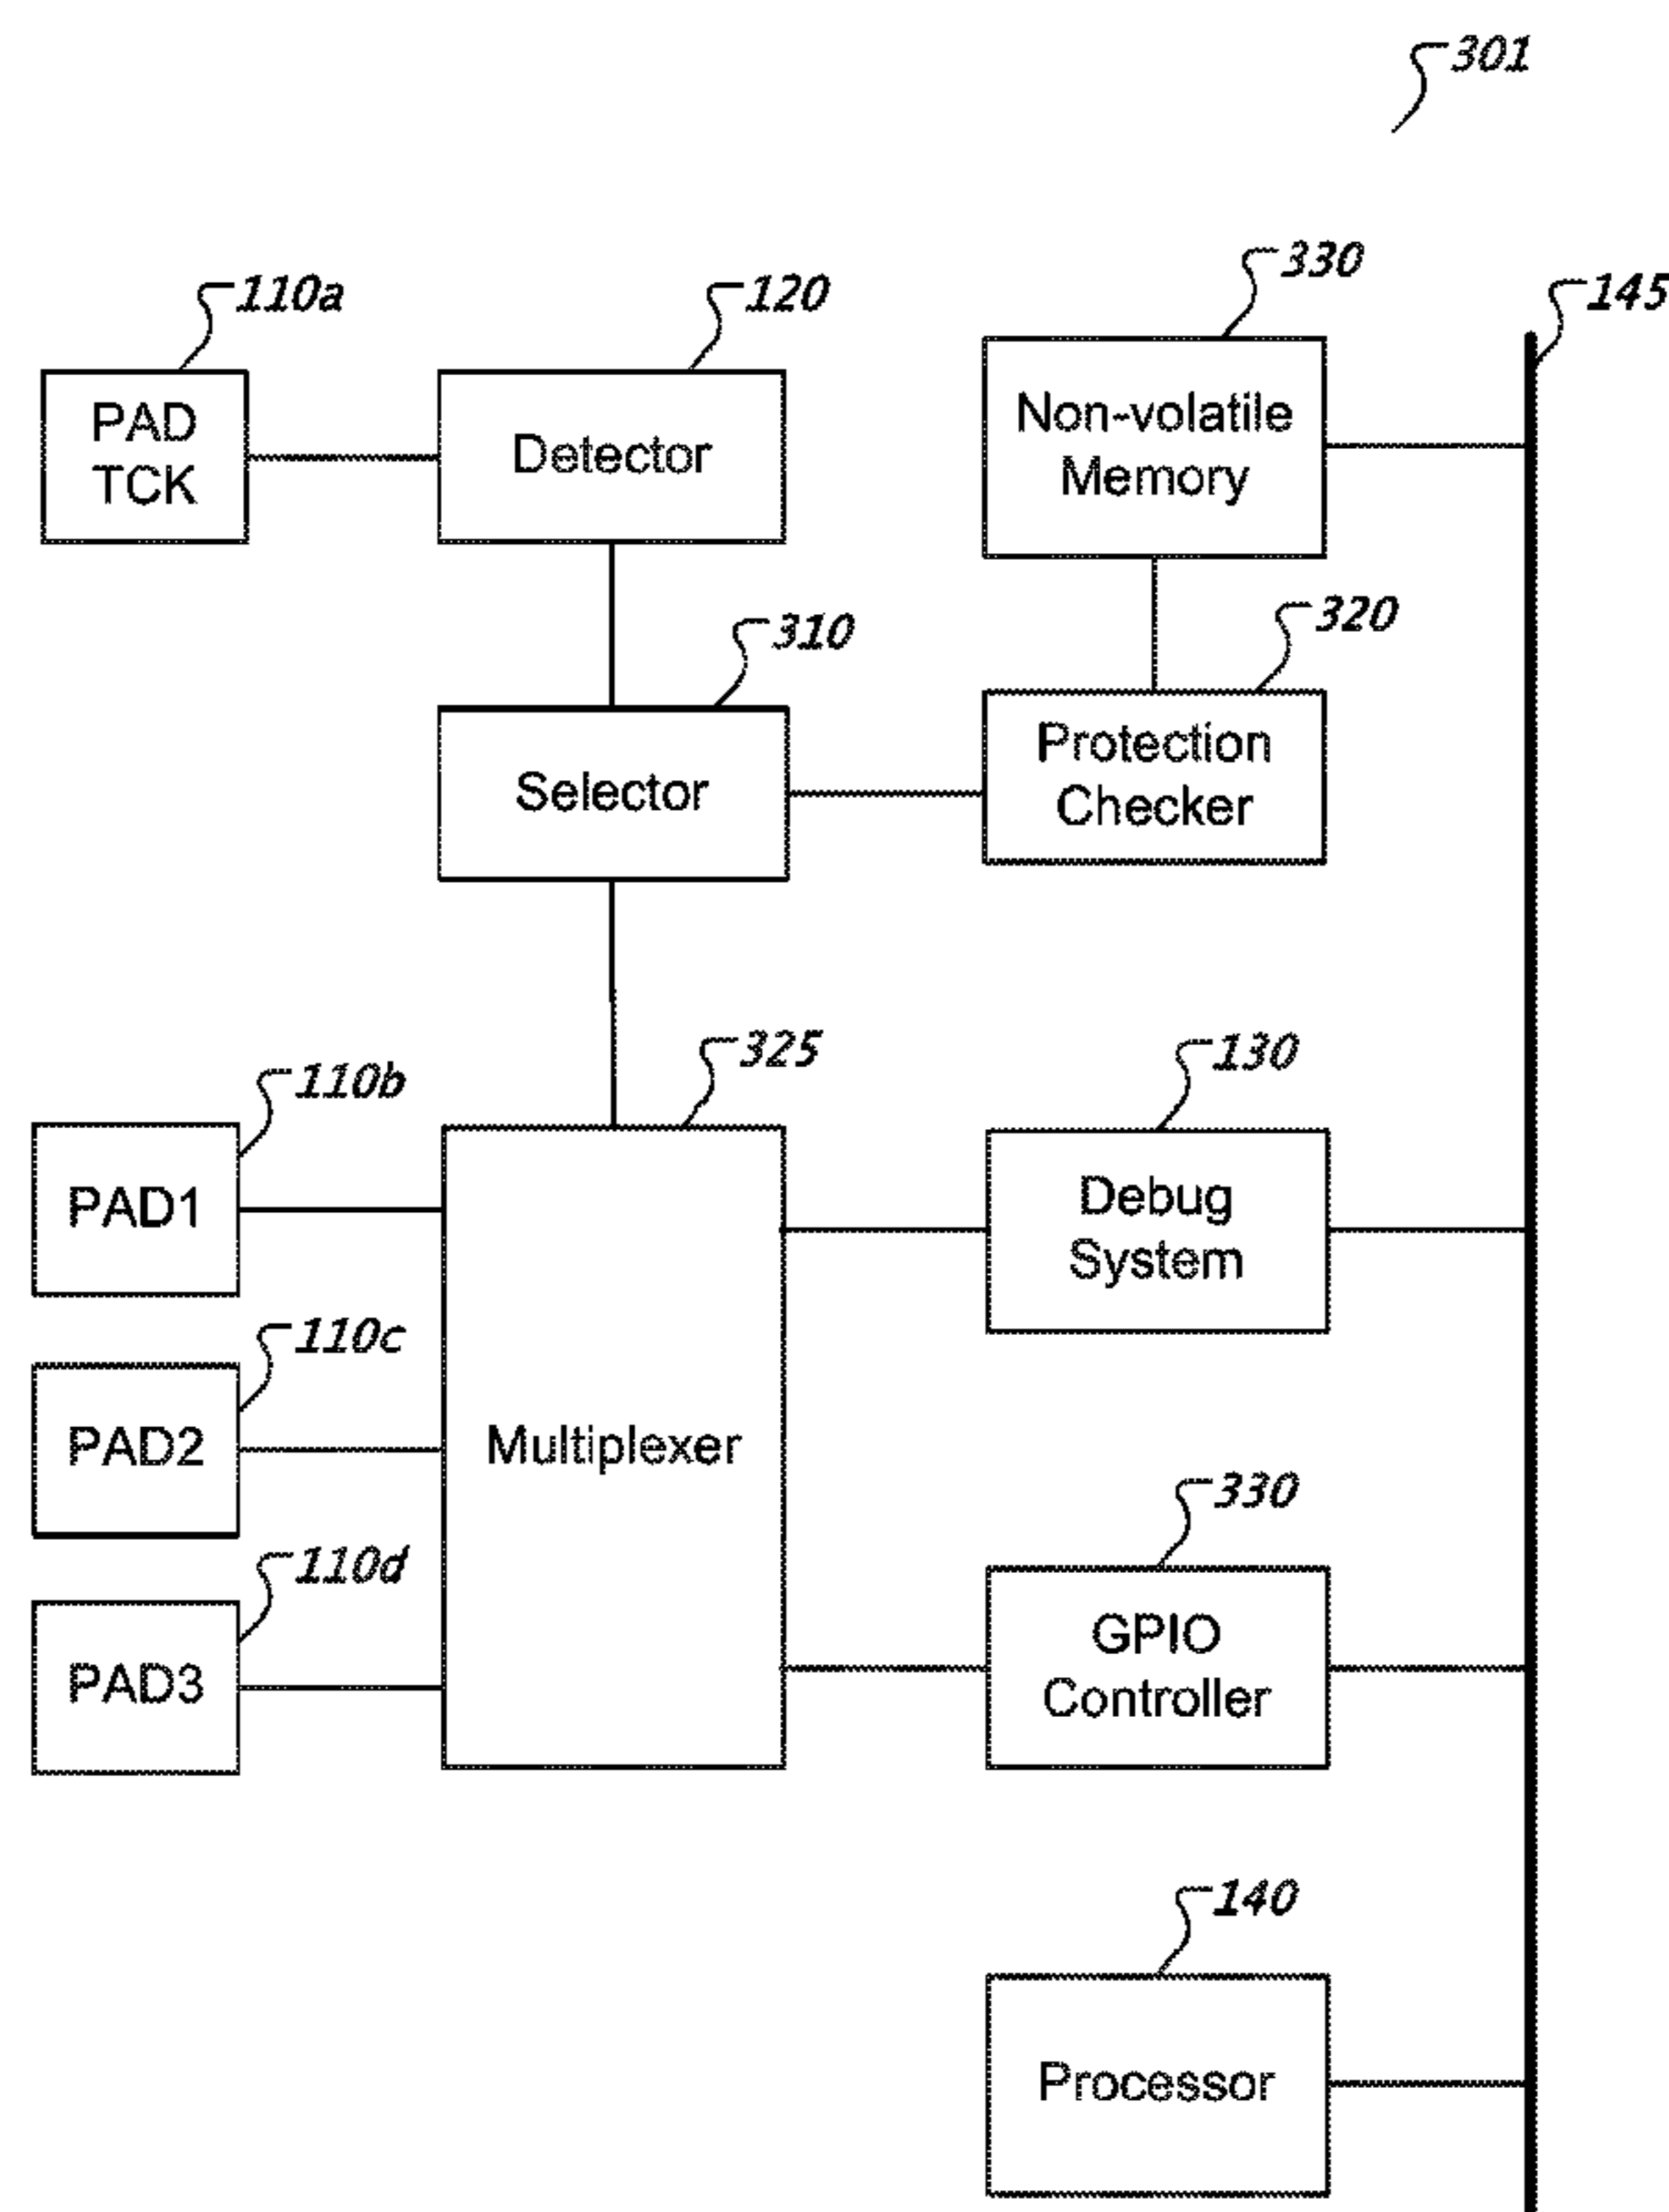 301
110a
120
330
145
PAD
TCK
Detector
Non-volatile
Memory
310
320
Selector
Protection
Checker
110b
325
130
PAD1
Debug
System
110c
PAD2
Multiplexer
330
110d
PAD3
GPIO
Controller
140
Processor